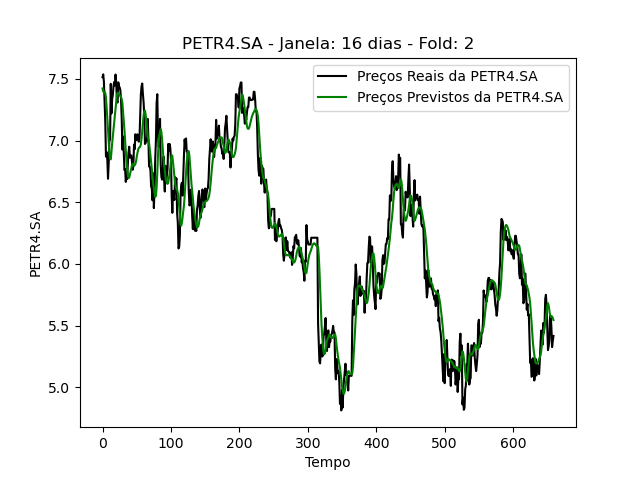 PETR4.SA - Janela: 16 dias - Fold: 2
Preços Reais da PETR4.SA
Preços Previstos da PETR4.SA
PETR4.SA
7.5
7.0
6.5
6.0
5.5
5.0
0 100 200 300 400 500 600
Tempo